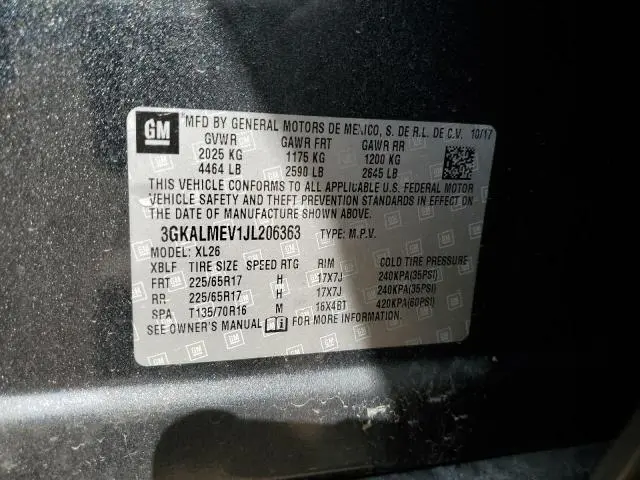 GM ®MFD BY GENERAL MOTORS DE MEXICO, S. DE R.L. DE C.V. 10/17
GVWR GAWR FRT GAWR RR
2025 KG 1175 KG 1200 KG
4464 LB 2590 LB 2645 LB
THIS VEHICLE CONFORMS TO ALL APPLICABLE U.S. FEDERAL MOTOR
VEHICLE SAFETY AND THEFT PREVENTION STANDARDS IN EFFECT ON
THE DATE OF MANUFACTURE SHOWN ABOVE.
3GKALMEV1JL206363 TYPE: M.P.V.
MODEL: XL26
XBLF TIRE SIZE SPEED RTG RIM COLD TIRE PRESSURE
FRT 225/65R17 H 17X7J 240KPA(35PSI)
RR 225/65R17 H 17X7J 240KPA(35PSI)
SPA T135/70R16 M 16X4BT 420KPA(60PSI)
SEE OWNER'S MANUAL FOR MORE INFORMATION